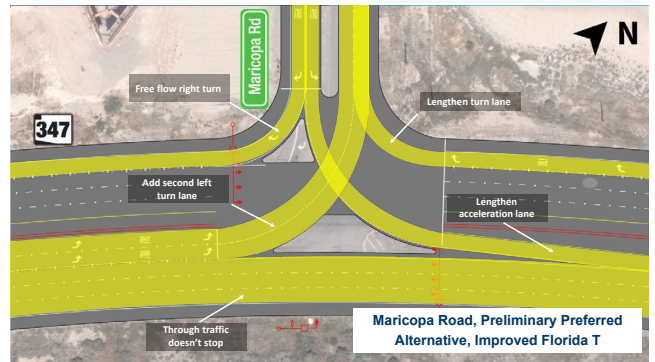 Maricopa Rd
N
Free flow right turn
Lengthen turn lane
347
Add second left
turn lane
Lengthen
acceleration lane
Through traffic
doesn't stop
Maricopa Road, Preliminary Preferred
Alternative, Improved Florida T